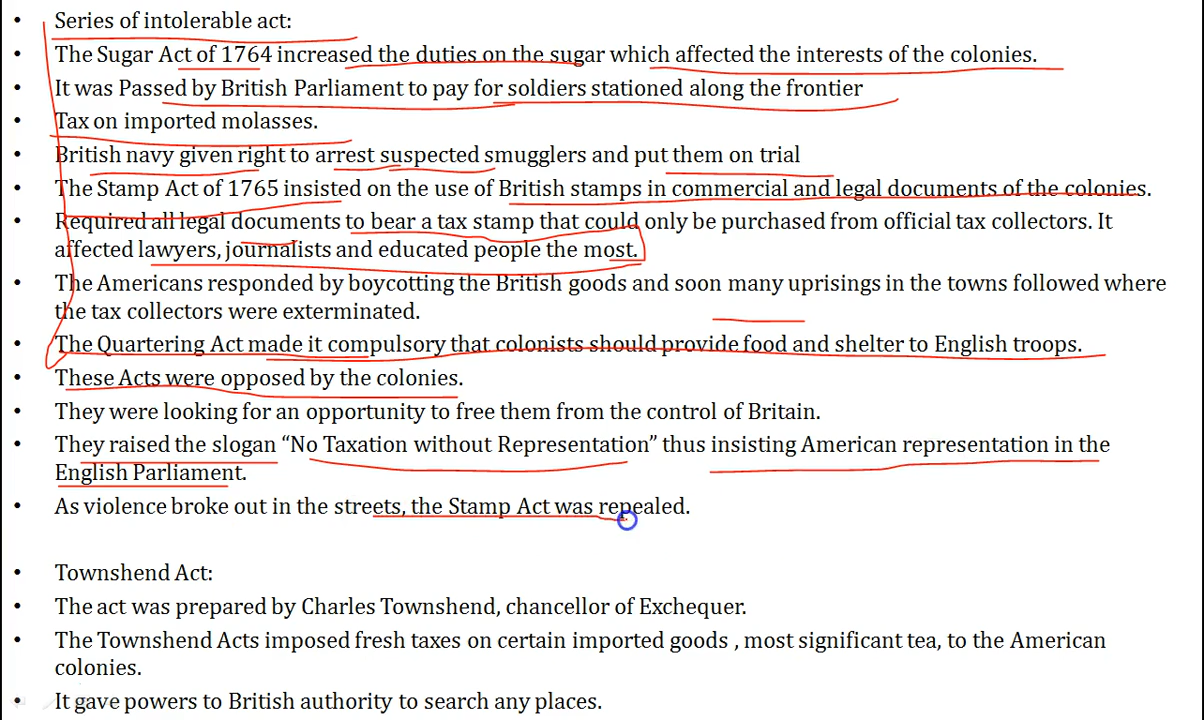 • Series of intolerable act:
• The Sugar Act of 1764 increased the duties on the sugar which affected the interests of the colonies.
• It was Passed by British Parliament to pay for soldiers stationed along the frontier
• Tax on imported molasses.
• British navy given right to arrest suspected smugglers and put them on trial
• The Stamp Act of 1765 insisted on the use of British stamps in commercial and legal documents of the colonies.
• Required all legal documents to bear a tax stamp that could only be purchased from official tax collectors. It
affected lawyers, journalists and educated people the most.
• The Americans responded by boycotting the British goods and soon many uprisings in the towns followed where
the tax collectors were exterminated.
• The Quartering Act made it compulsory that colonists should provide food and shelter to English troops.
• These Acts were opposed by the colonies.
• They were looking for an opportunity to free them from the control of Britain.
• They raised the slogan “No Taxation without Representation” thus insisting American representation in the
English Parliament.
• As violence broke out in the streets, the Stamp Act was repealed.
• Townshend Act:
• The act was prepared by Charles Townshend, chancellor of Exchequer.
• The Townshend Acts imposed fresh taxes on certain imported goods , most significant tea, to the American
colonies.
• It gave powers to British authority to search any places.